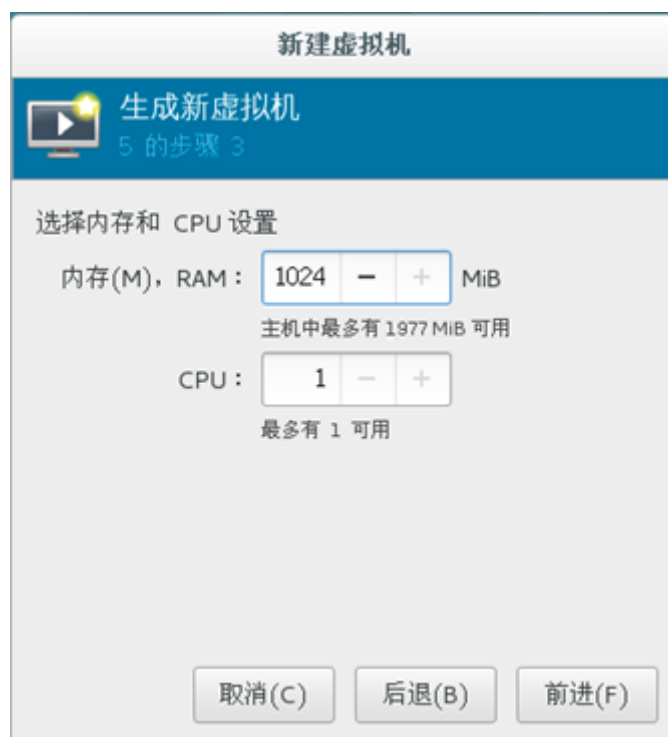 新建虚拟机
生成新虚拟机
5 的步骤 3
选择内存和 CPU 设置
内存(M)，RAM： 1024 − + MiB
主机中最多有 1977 MiB 可用
CPU： 1 − +
最多有 1 可用
取消(C) 后退(B) 前进(F)